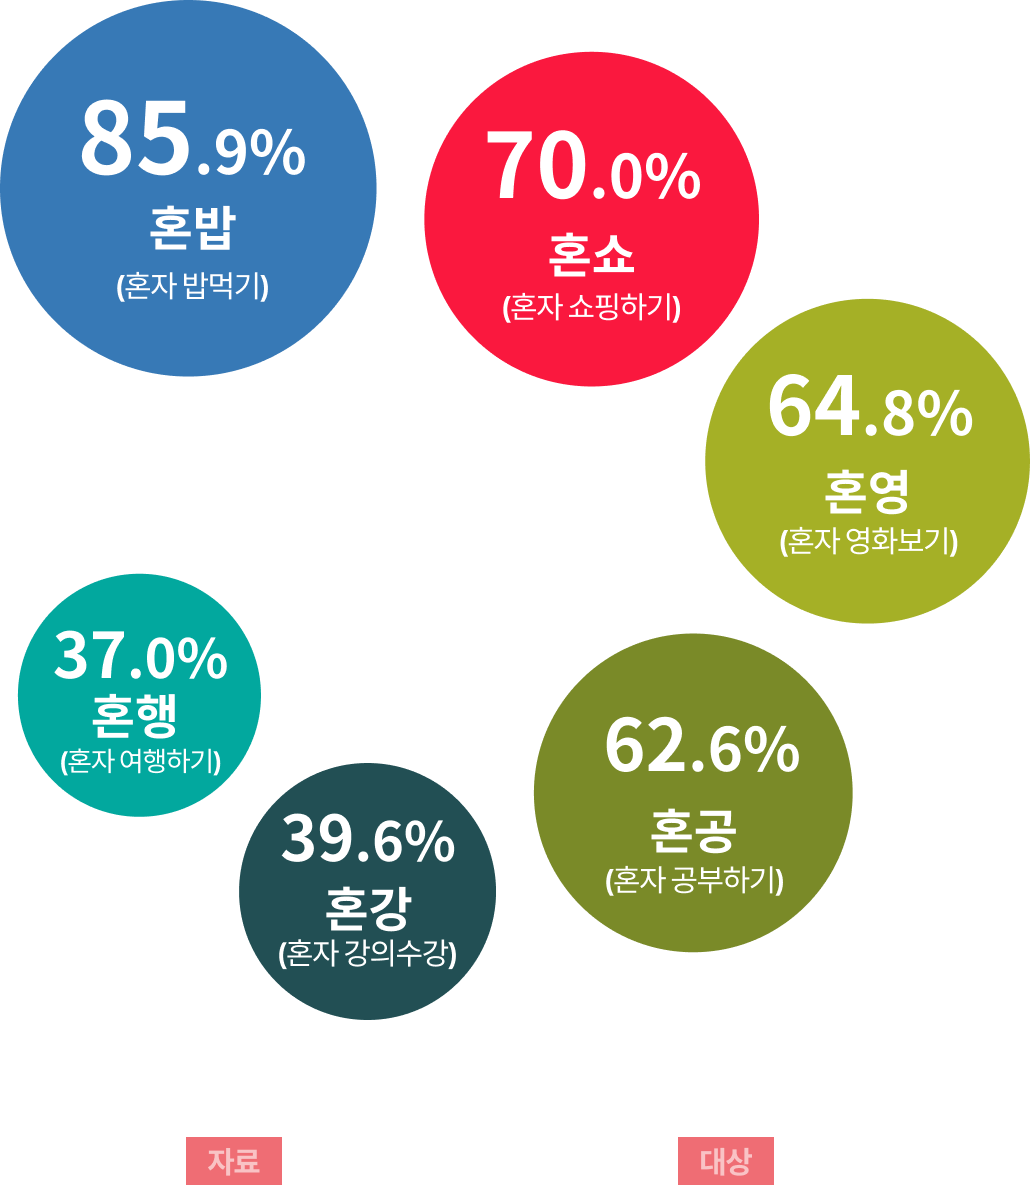 85.9%
혼밥
(혼자 밥먹기)
70.0%
혼쇼
(혼자 쇼핑하기)
64.8%
혼영
(혼자 영화보기)
62.6%
혼공
(혼자 공부하기)
39.6%
혼강
(혼자 강의수강)
37.0%
혼행
(혼자 여행하기)
자료
대상